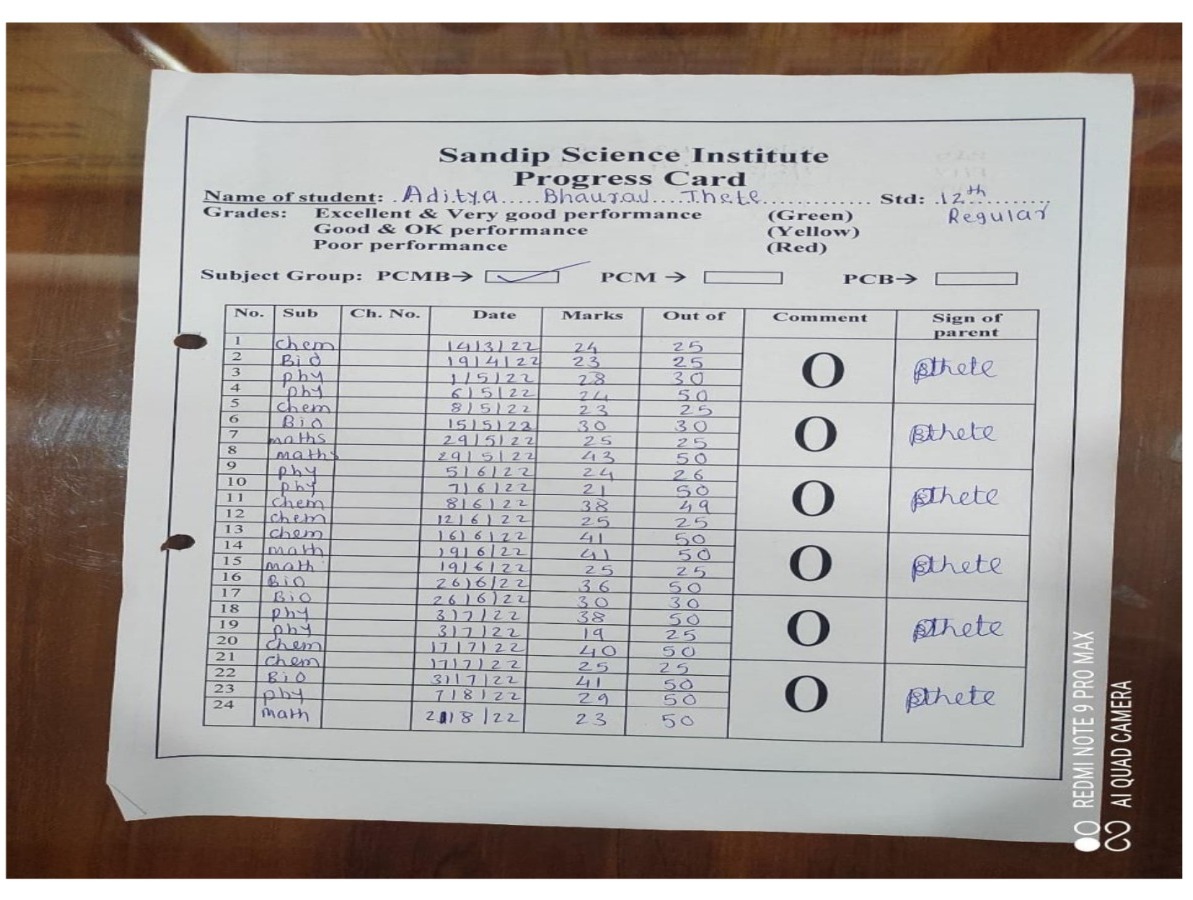 Sandip Science Institute
Progress Card
Name of student: Aditya Bhaurav Thete Std: 12th
Grades: Excellent & Very good performance (Green) Regular
Good & OK performance (Yellow)
Poor performance (Red)
Subject Group: PCMB→ ✓ PCM → PCB→
No. Sub Ch. No. Date Marks Out of Comment Sign of parent
1 chem 14/3/22 24 25 O pthete
2 Bio 19/4/22 23 25
3 phy 1/5/22 28 30
4 phy 6/5/22 24 50
5 chem 8/5/22 23 25 O pthete
6 Bio 15/5/22 30 30
7 maths 29/5/22 25 25
8 maths 29/5/22 43 50
9 phy 5/6/22 24 26 O pthete
10 phy 7/6/22 21 50
11 chem 8/6/22 38 49
12 chem 12/6/22 25 25
13 chem 16/6/22 41 50 O pthete
14 math 19/6/22 41 50
15 math 19/6/22 25 25
16 Bio 26/6/22 36 50
17 Bio 26/6/22 30 30 O pthete
18 phy 3/7/22 38 50
19 phy 3/7/22 19 25
20 chem 17/7/22 40 50
21 chem 17/7/22 25 25 O pthete
22 Bio 31/7/22 41 50
23 phy 7/8/22 29 50
24 math 21/8/22 23 50
REDMI NOTE 9 PRO MAX
AI QUAD CAMERA